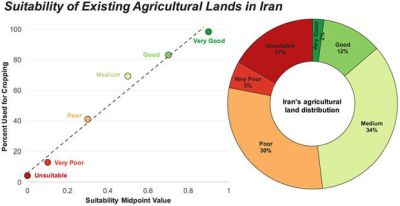 Suitability of Existing Agricultural Lands in Iran
Percent Used for Cropping
100
80
60
40
20
0
Very Good
Good
Medium
Poor
Very Poor
Unsuitable
0
0.2
0.4
0.6
0.8
1
Suitability Midpoint Value
Unsuitable
17%
Very Good
2%
Good
12%
Very Poor
5%
Iran's agricultural
land distribution
Medium
34%
Poor
30%